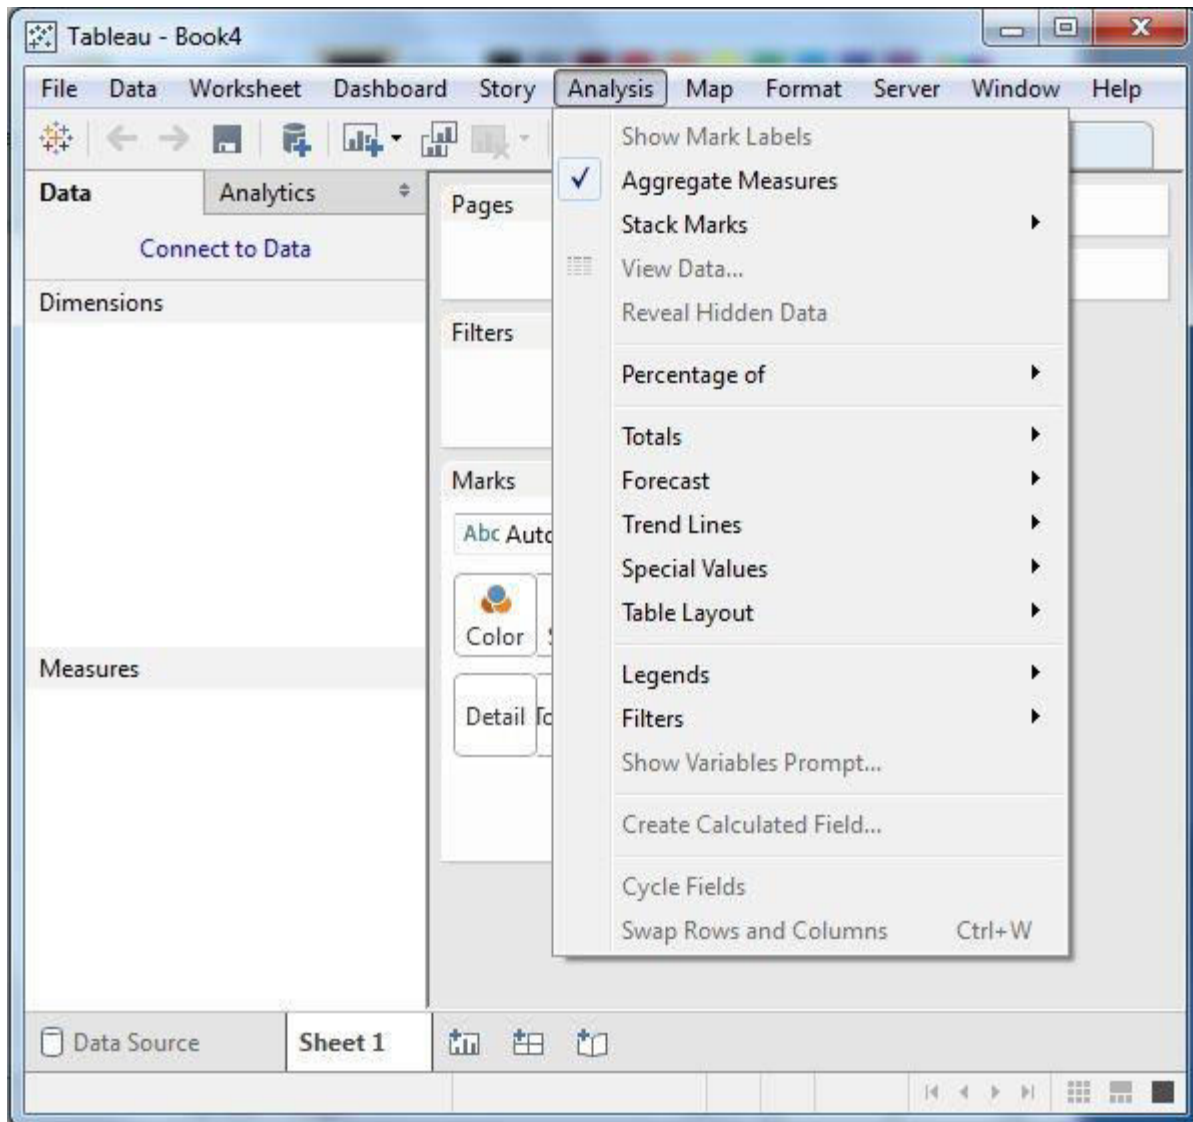 Tableau - Book4
File Data Worksheet Dashboard Story Analysis Map Format Server Window Help
Data Analytics
Connect to Data
Dimensions
Measures
Pages
Filters
Marks
Abc Auto
Color
Detail
Show Mark Labels
Aggregate Measures
Stack Marks
View Data...
Reveal Hidden Data
Percentage of
Totals
Forecast
Trend Lines
Special Values
Table Layout
Legends
Filters
Show Variables Prompt...
Create Calculated Field...
Cycle Fields
Swap Rows and Columns Ctrl+W
Data Source Sheet 1